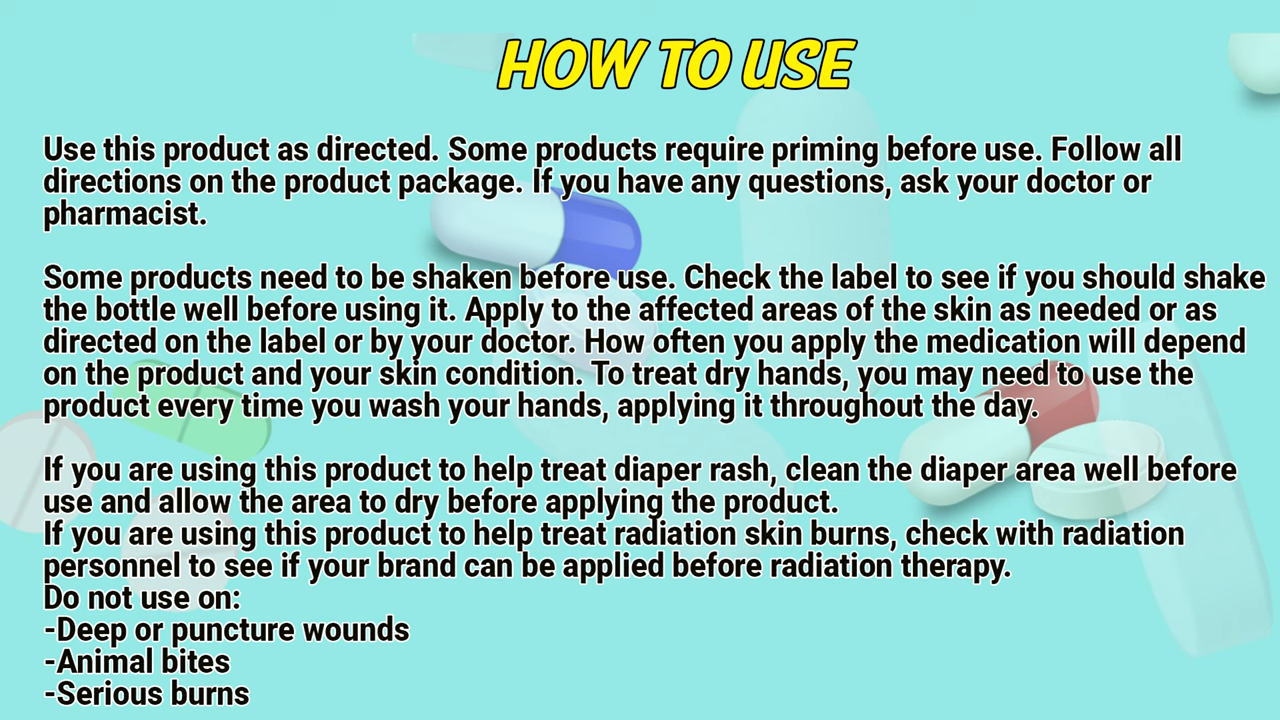 HOW TO USE
Use this product as directed. Some products require priming before use. Follow all
directions on the product package. If you have any questions, ask your doctor or
pharmacist.
Some products need to be shaken before use. Check the label to see if you should shake
the bottle well before using it. Apply to the affected areas of the skin as needed or as
directed on the label or by your doctor. How often you apply the medication will depend
on the product and your skin condition. To treat dry hands, you may need to use the
product every time you wash your hands, applying it throughout the day.
If you are using this product to help treat diaper rash, clean the diaper area well before
use and allow the area to dry before applying the product.
If you are using this product to help treat radiation skin burns, check with radiation
personnel to see if your brand can be applied before radiation therapy.
Do not use on:
-Deep or puncture wounds
-Animal bites
-Serious burns